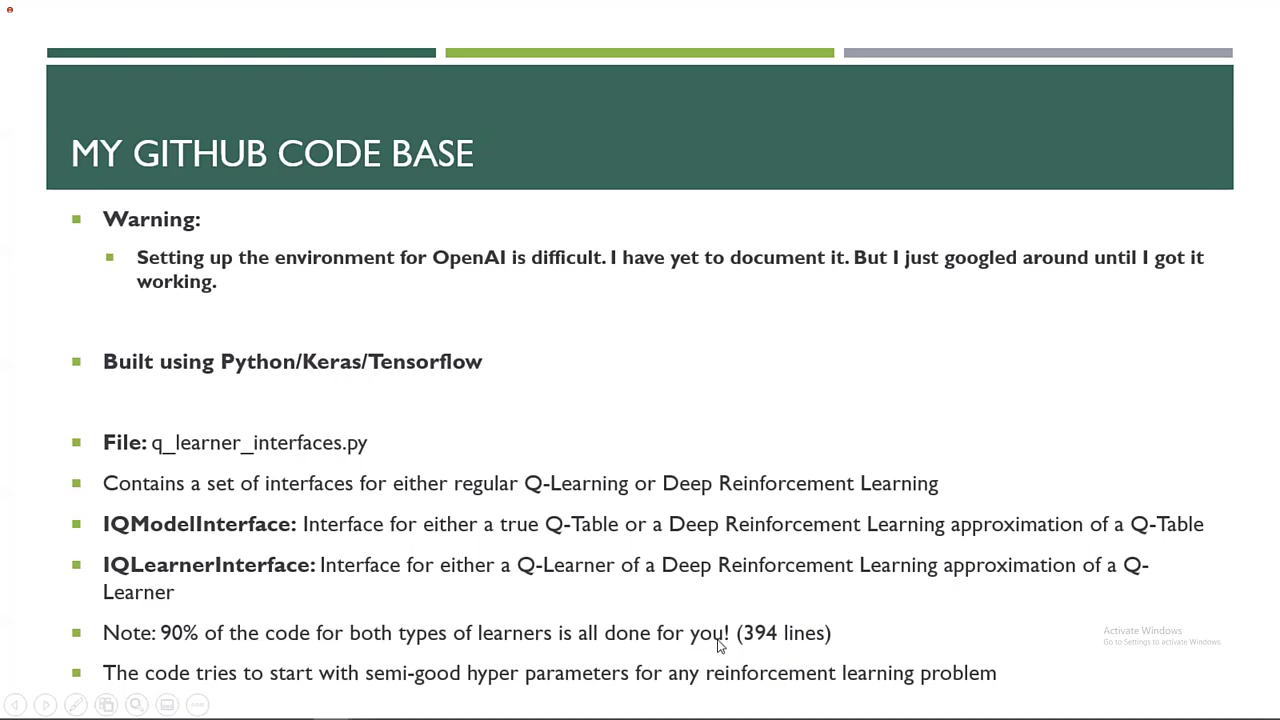 MY GITHUB CODE BASE
Warning:
Setting up the environment for OpenAI is difficult. I have yet to document it. But I just googled around until I got it
working.
Built using Python/Keras/Tensorflow
File: q_learner_interfaces.py
Contains a set of interfaces for either regular Q-Learning or Deep Reinforcement Learning
IQModelInterface: Interface for either a true Q-Table or a Deep Reinforcement Learning approximation of a Q-Table
IQLearnerInterface: Interface for either a Q-Learner of a Deep Reinforcement Learning approximation of a Q-
Learner
Note: 90% of the code for both types of learners is all done for you! (394 lines)
Activate Windows
Go to Settings to activate Windows.
The code tries to start with semi-good hyper parameters for any reinforcement learning problem